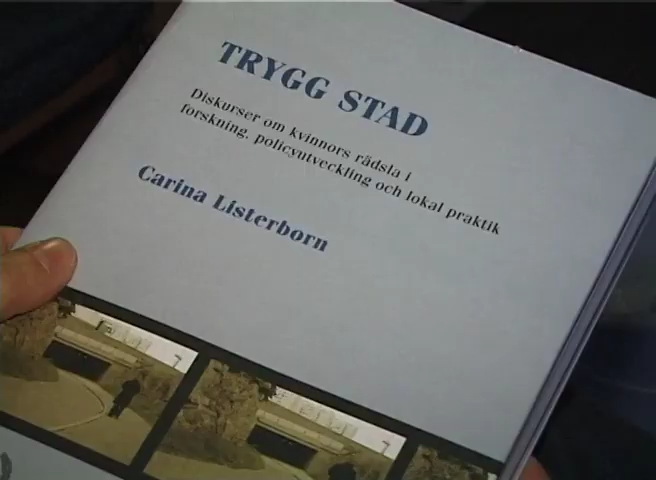 TRYGG STAD
Diskurser om kvinnors rädsla i
forskning, policyutveckling och lokal praktik
Carina Listerborn